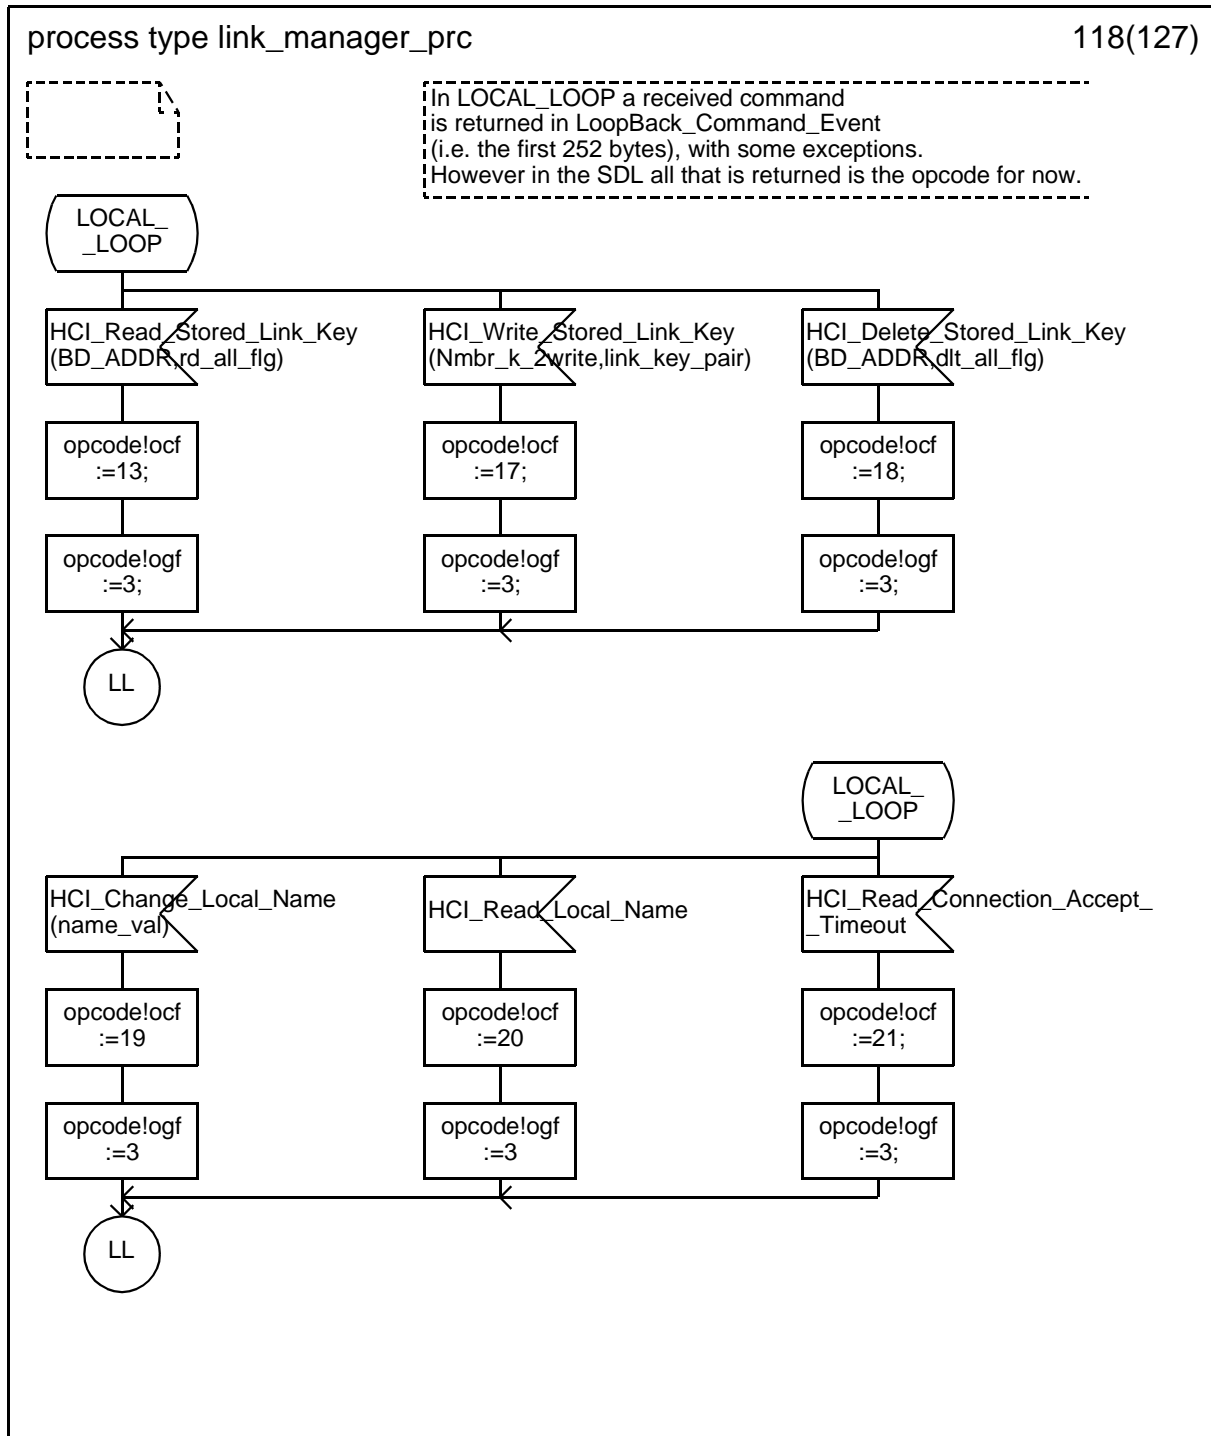 process type link_manager_prc
118(127)
In LOCAL_LOOP a received command
is returned in LoopBack_Command_Event
(i.e. the first 252 bytes), with some exceptions.
However in the SDL all that is returned is the opcode for now.
LOCAL_
_LOOP
HCI_Read_Stored_Link_Key
(BD_ADDR,rd_all_flg)
HCI_Write_Stored_Link_Key
(Nmbr_k_2write,link_key_pair)
HCI_Delete_Stored_Link_Key
(BD_ADDR,dlt_all_flg)
opcode!ocf
:=13;
opcode!ocf
:=17;
opcode!ocf
:=18;
opcode!ogf
:=3;
opcode!ogf
:=3;
opcode!ogf
:=3;
LL
LOCAL_
_LOOP
HCI_Change_Local_Name
(name_val)
HCI_Read_Local_Name
HCI_Read_Connection_Accept_
_Timeout
opcode!ocf
:=19
opcode!ocf
:=20
opcode!ocf
:=21;
opcode!ogf
:=3
opcode!ogf
:=3
opcode!ogf
:=3;
LL